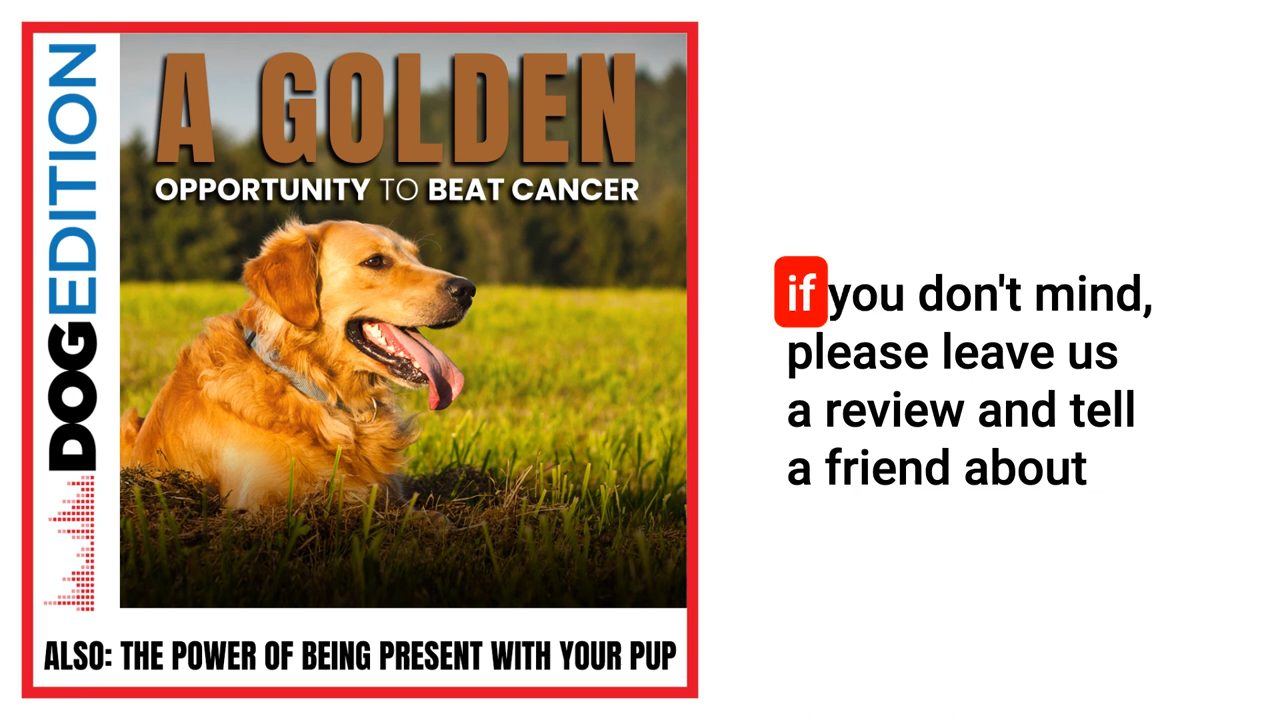 DOGEDITION
A GOLDEN
OPPORTUNITY TO BEAT CANCER
ALSO: THE POWER OF BEING PRESENT WITH YOUR PUP
if you don't mind,
please leave us
a review and tell
a friend about